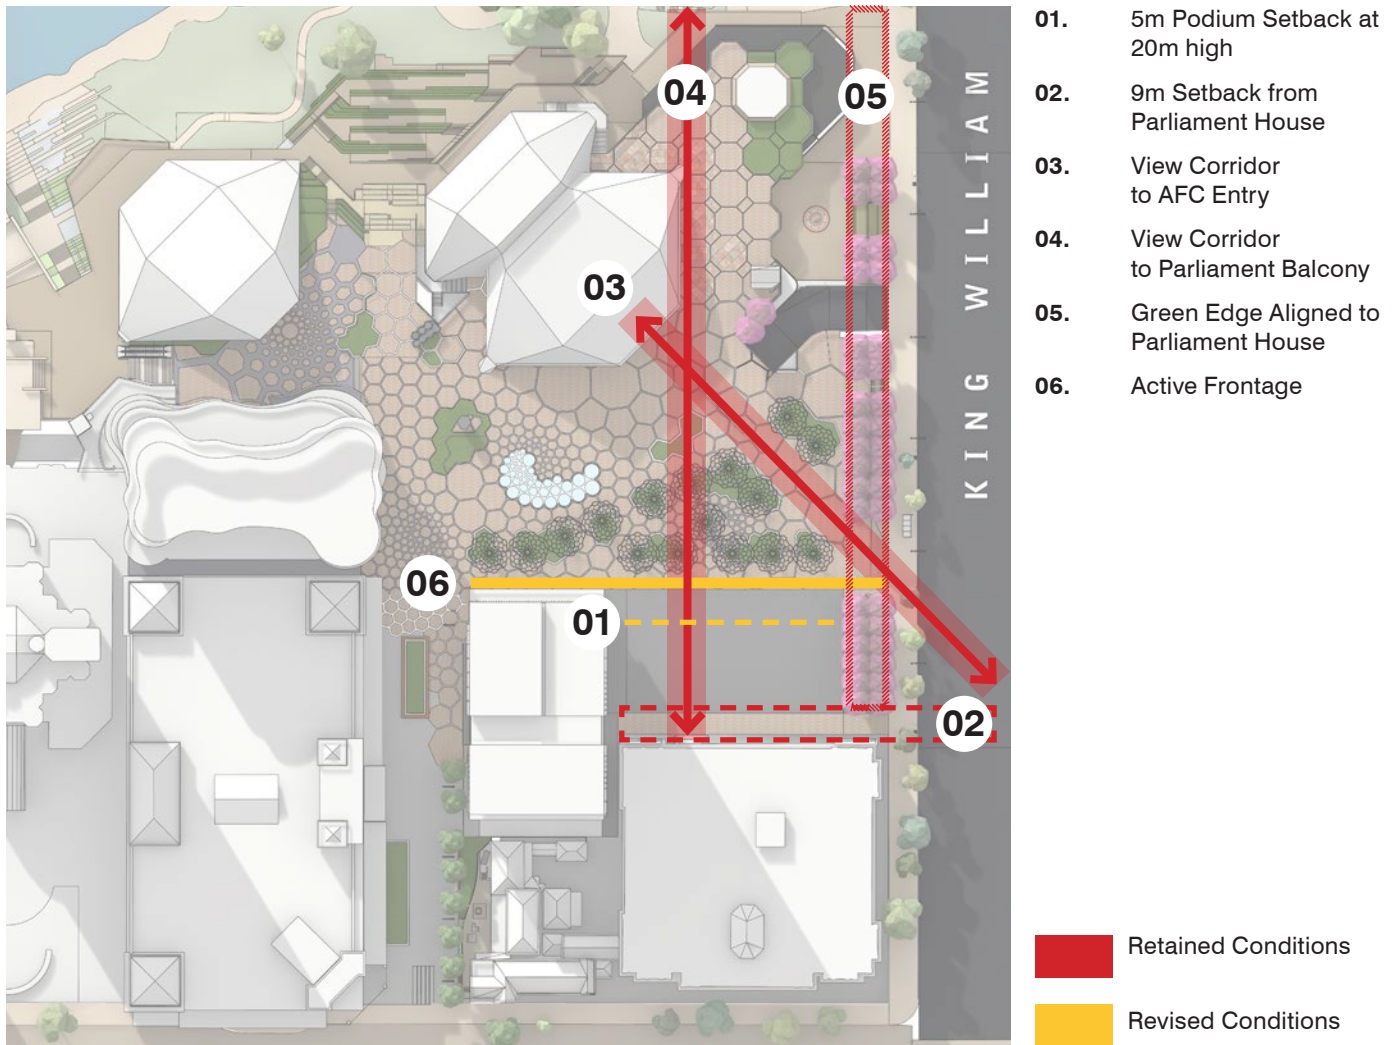 04
05
03
06
01
02
KING WILLIAM
01. 5m Podium Setback at
20m high
02. 9m Setback from
Parliament House
03. View Corridor
to AFC Entry
04. View Corridor
to Parliament Balcony
05. Green Edge Aligned to
Parliament House
06. Active Frontage
Retained Conditions
Revised Conditions